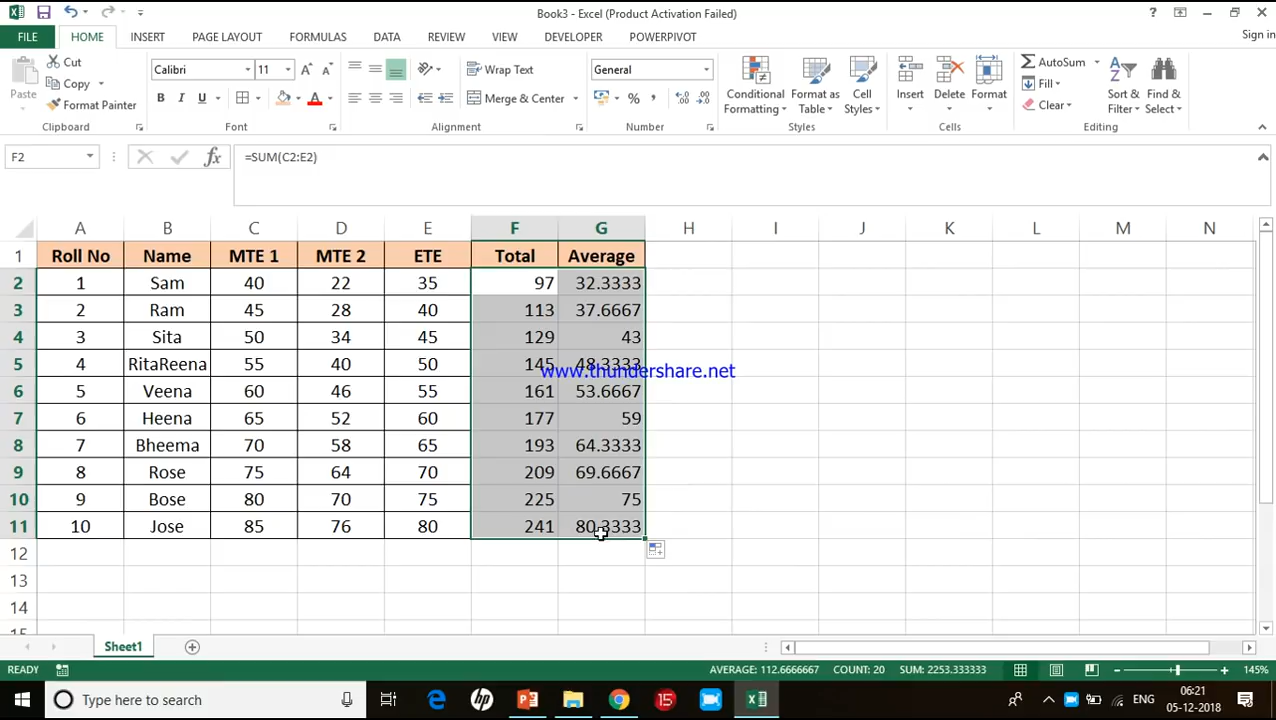 Book3 - Excel (Product Activation Failed)
?
FILE HOME INSERT PAGE LAYOUT FORMULAS DATA REVIEW VIEW DEVELOPER POWERPIVOT Sign in
Paste
Cut
Copy
Format Painter
Clipboard
Calibri 11
B I U A
Font
Wrap Text
Merge & Center
Alignment
General
%
Number
Conditional Formatting
Format as Table
Cell Styles
Styles
Insert Delete Format
Cells
AutoSum
Fill
Clear
Sort & Filter
Find & Select
Editing
F2 fx =SUM(C2:E2)
A B C D E F G H I J K L M N
1 Roll No Name MTE 1 MTE 2 ETE Total Average
2 1 Sam 40 22 35 97 32.3333
3 2 Ram 45 28 40 113 37.6667
4 3 Sita 50 34 45 129 43
5 4 RitaReena 55 40 50 145 48.3333
www.thundershare.net
6 5 Veena 60 46 55 161 53.6667
7 6 Heena 65 52 60 177 59
8 7 Bheema 70 58 65 193 64.3333
9 8 Rose 75 64 70 209 69.6667
10 9 Bose 80 70 75 225 75
11 10 Jose 85 76 80 241 80.3333
12
13
14
15
Sheet1
READY AVERAGE: 112.6666667 COUNT: 20 SUM: 2253.333333 145%
Type here to search
hp
15
ENG
06:21
05-12-2018